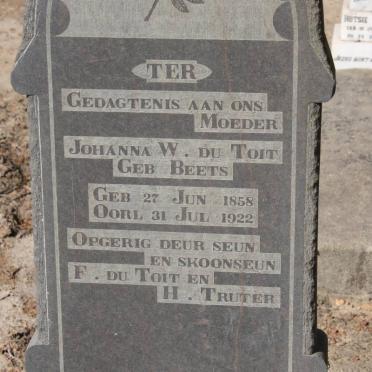 TER
GEDAGTENIS AAN ONS
MOEDER
JOHANNA W. DU TOIT
GEB BEETS
GEB 27 JUN 1858
OORL 31 JUL 1922
OPGERIG DEUR SEUN
EN SKOONSEUN
F. DU TOIT EN
H. TRUTER